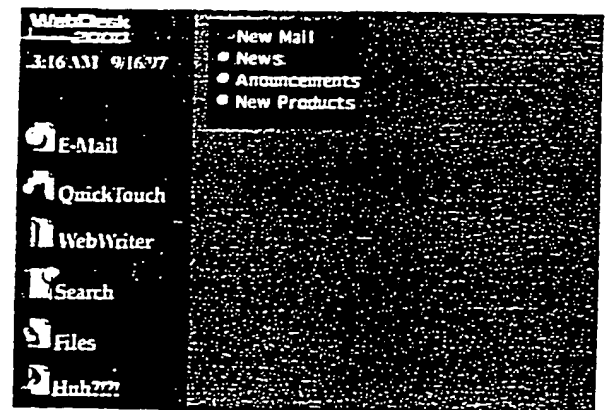 WebDesk
2000
3:16 AM 9/16/97
E-Mail
QuickTouch
WebWriter
Search
Files
Huh?!?!
New Mail
News
Anouncements
New Products